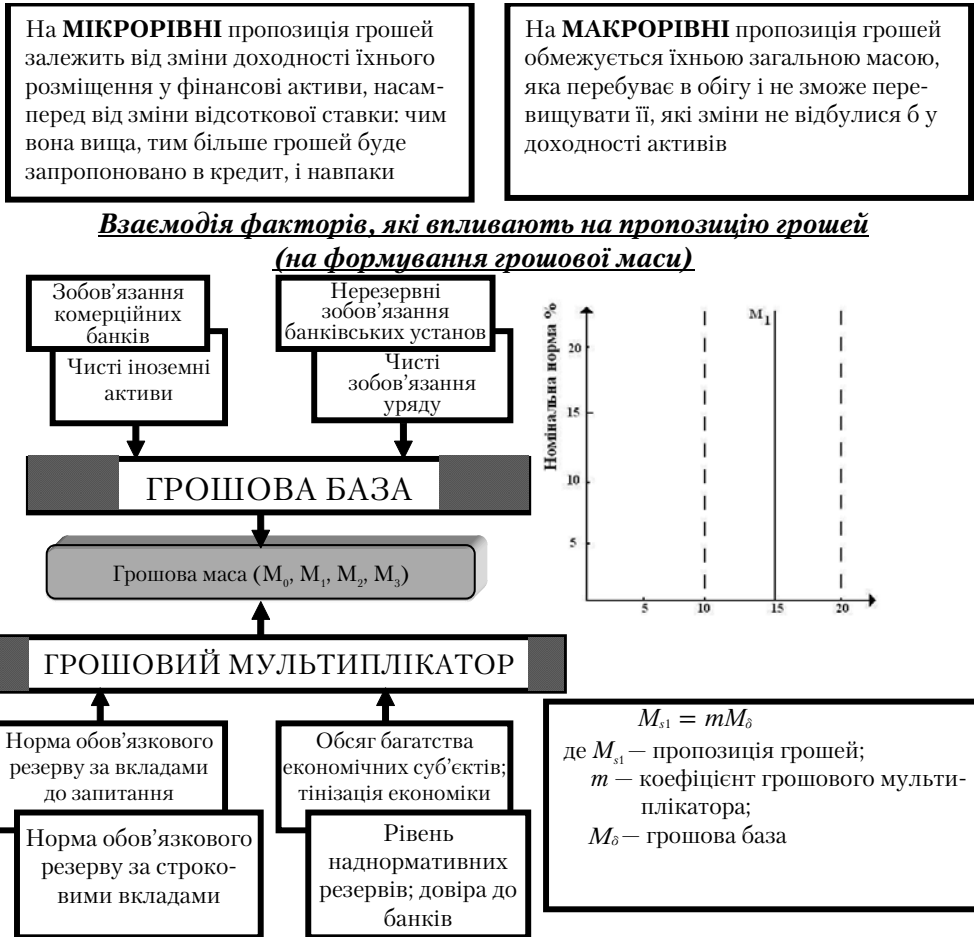 На МІКРОРІВНІ пропозиція грошей
залежить від зміни доходності їхнього
розміщення у фінансові активи, насам-
перед від зміни відсоткової ставки: чим
вона вища, тим більше грошей буде
запропоновано в кредит, і навпаки
На МАКРОРІВНІ пропозиція грошей
обмежується їхньою загальною масою,
яка перебуває в обігу і не зможе пере-
вищувати її, які зміни не відбулися б у
доходності активів
Взаємодія факторів, які впливають на пропозицію грошей
(на формування грошової маси)
Зобов'язання
комерційних
банків
Чисті іноземні
активи
Нерезервні
зобов'язання
банківських установ
Чисті
зобов'язання
уряду
ГРОШОВА БАЗА
Грошова маса (M₀, M₁, M₂, M₃)
ГРОШОВИЙ МУЛЬТИПЛІКАТОР
Норма обов'язкового
резерву за вкладами
до запитання
Норма обов'язкового
резерву за строко-
вими вкладами
Обсяг багатства
економічних суб'єктів;
тінізація економіки
Рівень
наднормативних
резервів; довіра до
банків
Номінальна норма %
M₁
20
15
10
5
5
10
15
20
Mₛ₁ = mMδ
де Mₛ₁ – пропозиція грошей;
m – коефіцієнт грошового мульти-
плікатора;
Mδ – грошова база